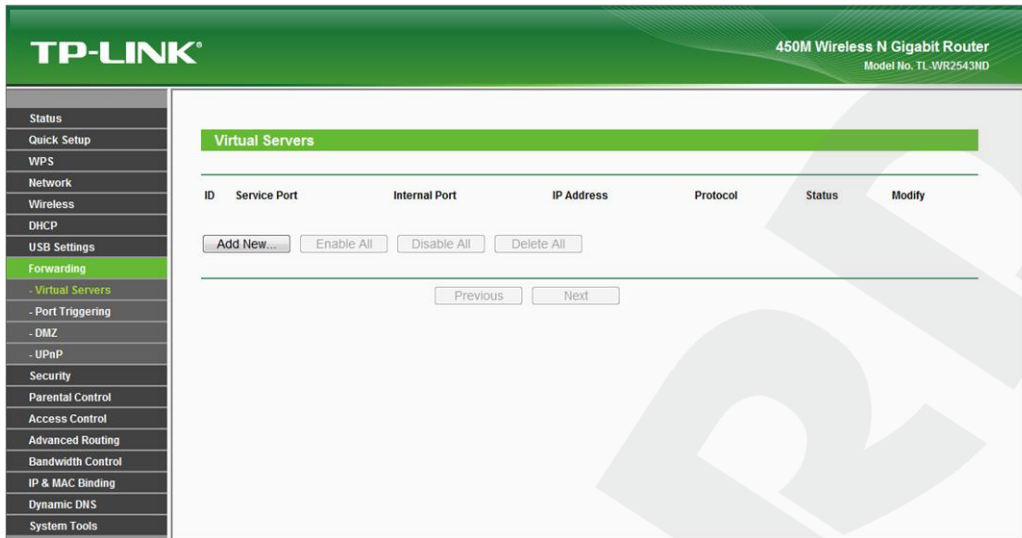 TP-LINK®
450M Wireless N Gigabit Router
Model No. TL-WR2543ND
Status
Quick Setup
WPS
Network
Wireless
DHCP
USB Settings
Forwarding
- Virtual Servers
- Port Triggering
- DMZ
- UPnP
Security
Parental Control
Access Control
Advanced Routing
Bandwidth Control
IP & MAC Binding
Dynamic DNS
System Tools
Virtual Servers
ID Service Port Internal Port IP Address Protocol Status Modify
Add New... Enable All Disable All Delete All
Previous Next